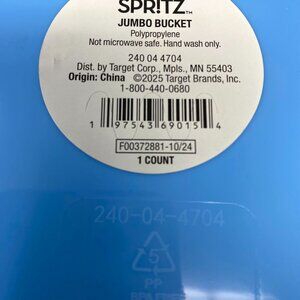 SPRITZ™
JUMBO BUCKET
Polypropylene
Not microwave safe. Hand wash only.
240 04 4704
Dist. by Target Corp., Mpls., MN 55403
Origin: China ©2025 Target Brands, Inc.
1-800-440-0680
1 97543 69015 4
F00372881-10/24
1 COUNT
240-04-4704
5
PP